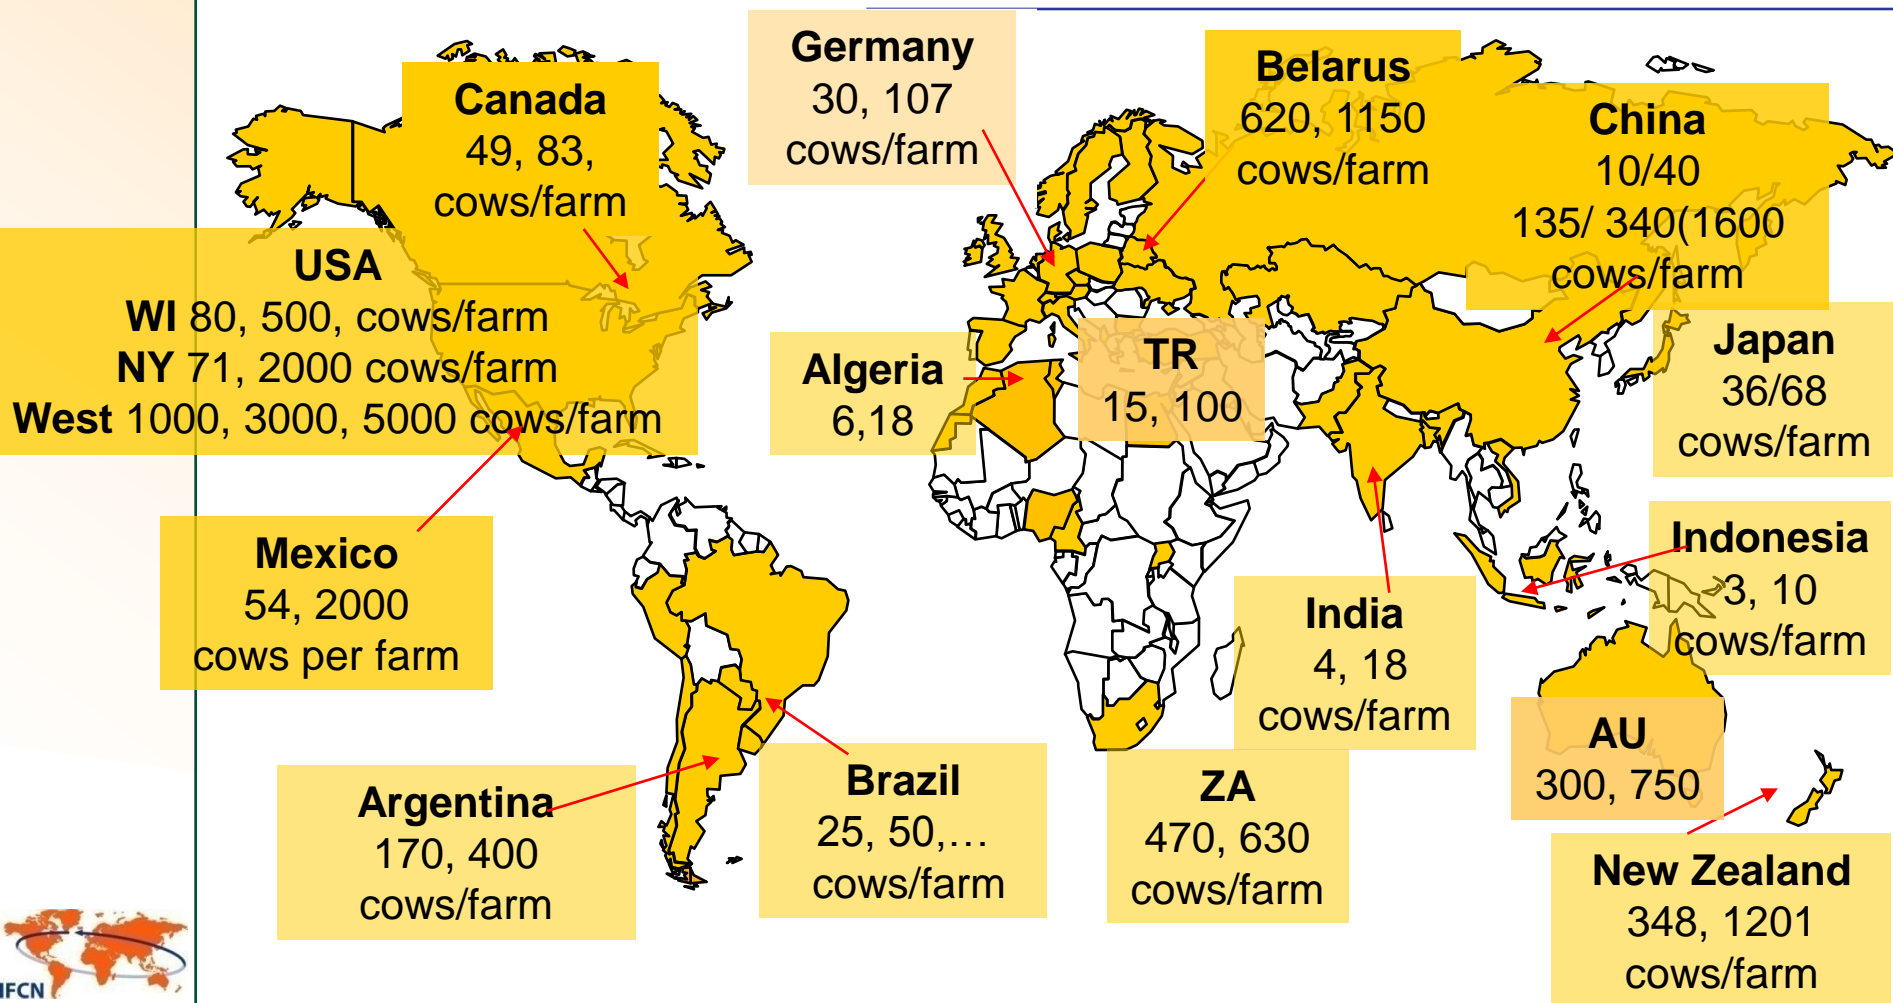 Germany
30, 107
cows/farm
Belarus
620, 1150
cows/farm
Canada
49, 83,
cows/farm
China
10/40
135/ 340(1600
cows/farm
USA
WI 80, 500, cows/farm
NY 71, 2000 cows/farm
West 1000, 3000, 5000 cows/farm
Algeria
6,18
TR
15, 100
Japan
36/68
cows/farm
Mexico
54, 2000
cows per farm
Indonesia
3, 10
cows/farm
India
4, 18
cows/farm
AU
300, 750
Argentina
170, 400
cows/farm
Brazil
25, 50,...
cows/farm
ZA
470, 630
cows/farm
New Zealand
348, 1201
cows/farm
IFCN